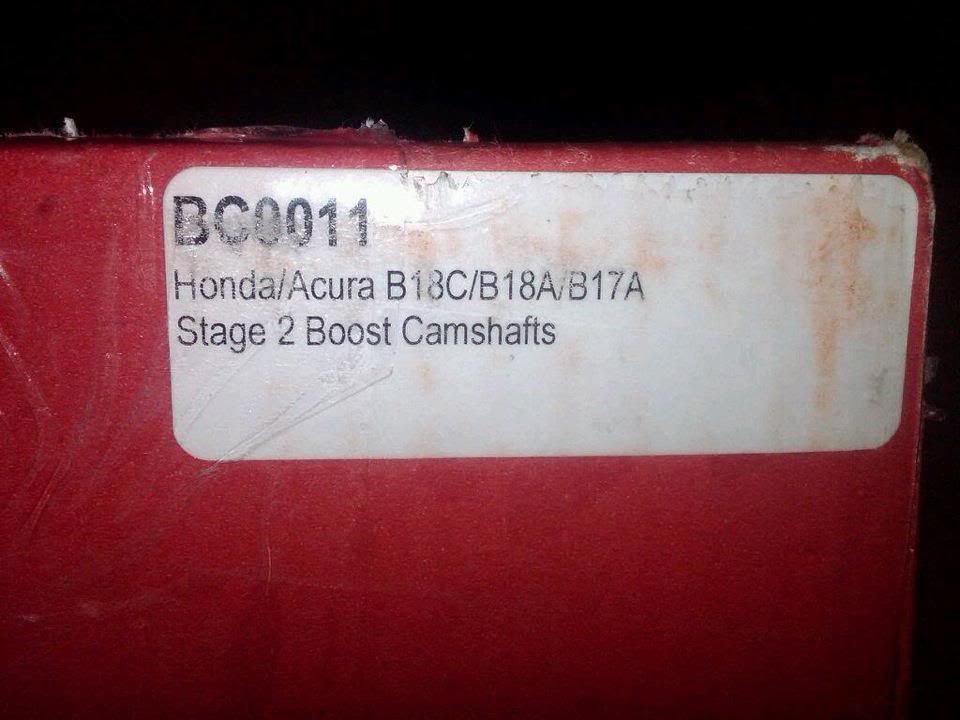 BC0011
Honda/Acura B18C/B18A/B17A
Stage 2 Boost Camshafts